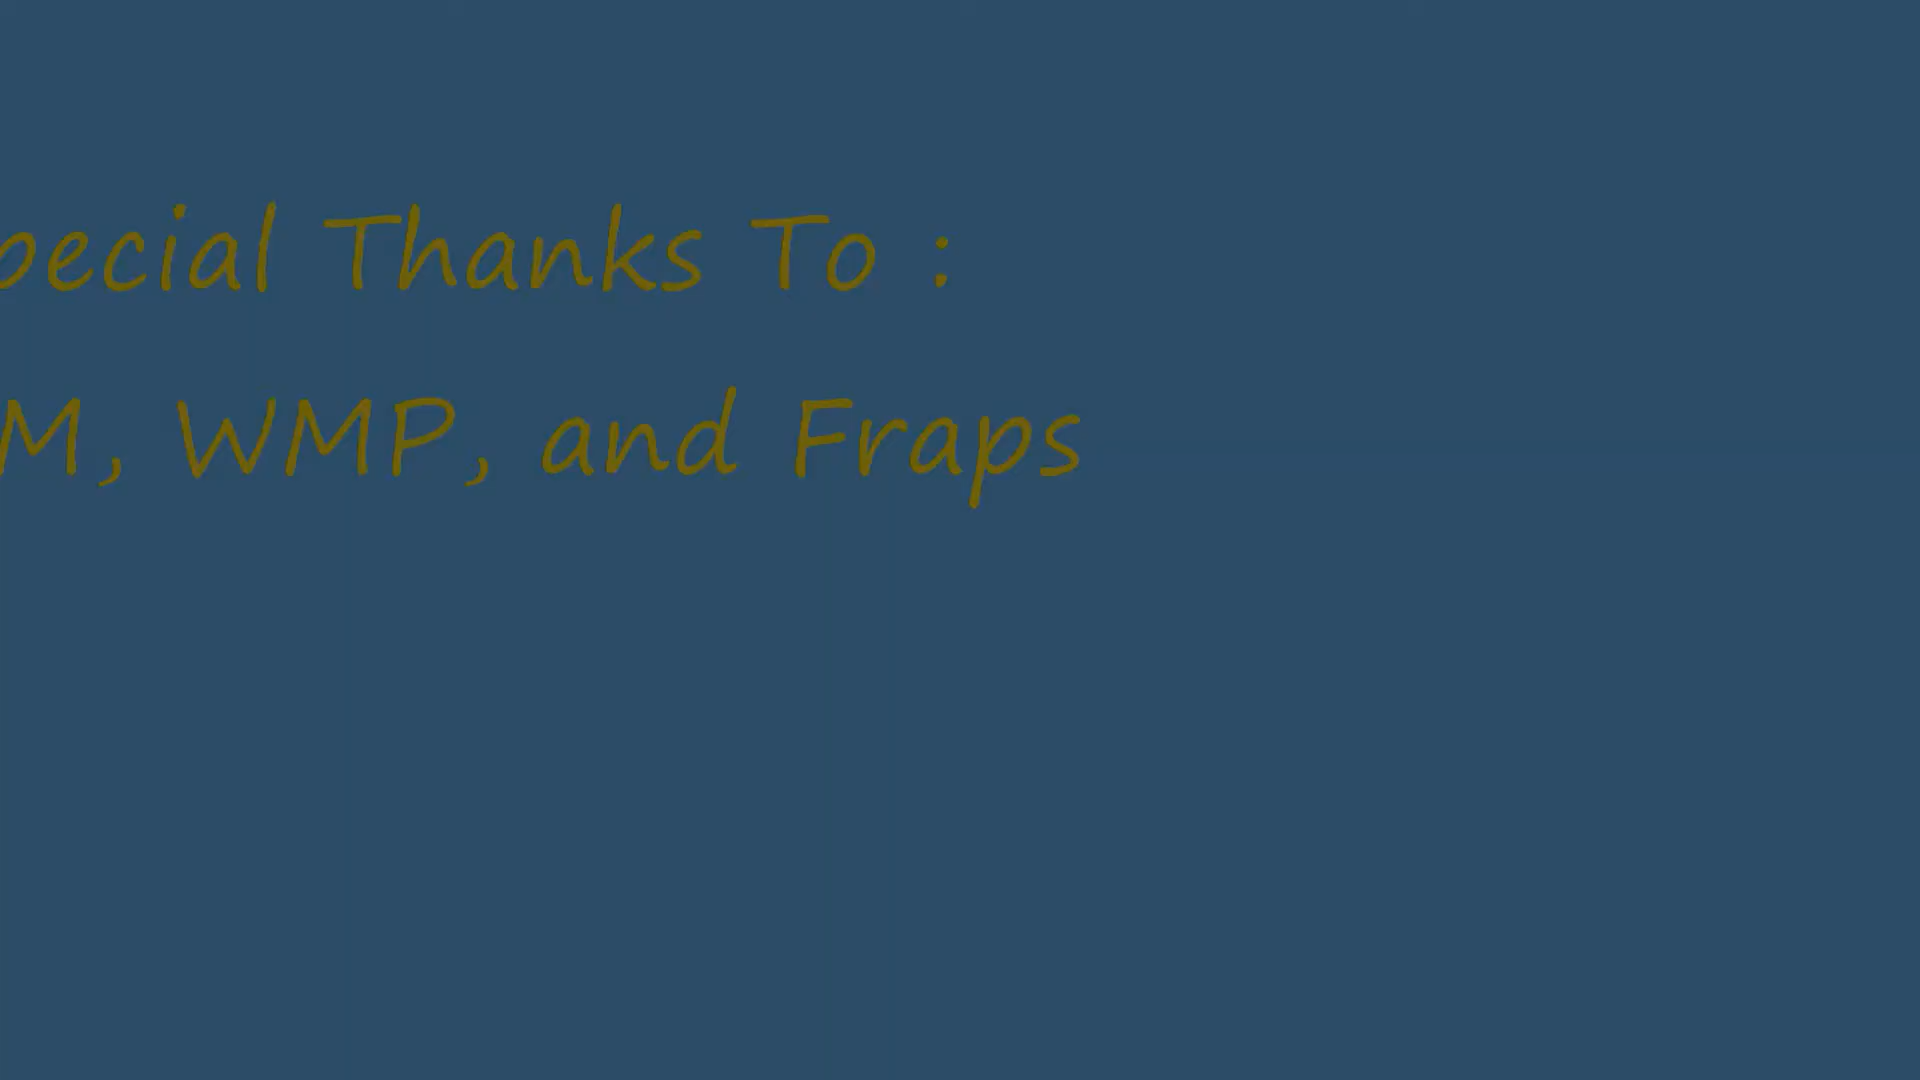 pecial Thanks To :
M, WMP, and Fraps